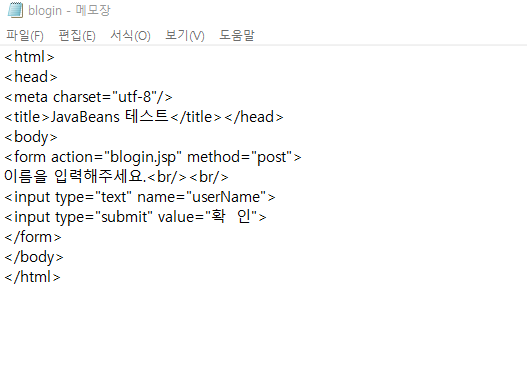 blogin - 메모장
파일(F) 편집(E) 서식(O) 보기(V) 도움말
<html>
<head>
<meta charset="utf-8"/>
<title>JavaBeans 테스트</title></head>
<body>
<form action="blogin.jsp" method="post">
이름을 입력해주세요.<br/><br/>
<input type="text" name="userName">
<input type="submit" value="확  인">
</form>
</body>
</html>